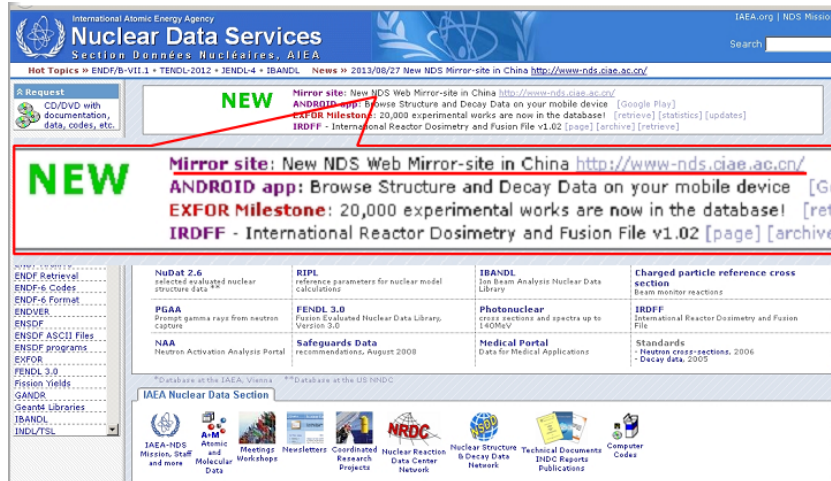 International Atomic Energy Agency
Nuclear Data Services
Section Données Nucléaires, AIEA
IAEA.org | NDS Missio
Search
Hot Topics » ENDF/B-VII.1 • TENDL-2012 • JENDL-4 • IBANDL News » 2013/08/27 New NDS Mirror-site in China http://www-nds.ciae.ac.cn/
Request
CD/DVD with
documentation,
data, codes, etc.
NEW
Mirror site: New NDS Web Mirror-site in China http://www-nds.ciae.ac.cn/
ANDROID app: Browse Structure and Decay Data on your mobile device [Google Play]
EXFOR Milestone: 20,000 experimental works are now in the database! [retrieve] [statistics] [updates]
IRDFF - International Reactor Dosimetry and Fusion File v1.02 [page] [archive] [retrieve]
NEW
Mirror site: New NDS Web Mirror-site in China http://www-nds.ciae.ac.cn/
ANDROID app: Browse Structure and Decay Data on your mobile device [G
EXFOR Milestone: 20,000 experimental works are now in the database! [ret
IRDFF - International Reactor Dosimetry and Fusion File v1.02 [page] [archive
ENDF Retrieval
ENDF-6 Codes
ENDF-6 Format
ENDVER
ENSDF
ENSDF ASCII Files
ENSDF programs
EXFOR
FENDL 3.0
Fission Yields
GANDR
Geant4 Libraries
IBANDL
INDL/TSL
NuDat 2.6
selected evaluated nuclear
structure data **
RIPL
reference parameters for nuclear model
calculations
IBANDL
Ion Beam Analysis Nuclear Data
Library
Charged particle reference cross
section
Beam monitor reactions
PGAA
Prompt gamma rays from neutron
capture
FENDL 3.0
Fusion Evaluated Nuclear Data Library,
Version 3.0
Photonuclear
cross sections and spectra up to
140MeV
IRDFF
International Reactor Dosimetry and Fusion
File
NAA
Neutron Activation Analysis Portal
Safeguards Data
recommendations, August 2008
Medical Portal
Data for Medical Applications
Standards
- Neutron cross-sections, 2006
- Decay data, 2005
*Database at the IAEA, Vienna **Database at the US NNDC
IAEA Nuclear Data Section
A+M
NRDC
NSDD
IAEA-NDS
Mission, Staff
and more
Atomic
and
Molecular
Data
Meetings
Workshops
Newsletters
Coordinated
Research
Projects
Nuclear Reaction
Data Center
Network
Nuclear Structure
& Decay Data
Network
Technical Documents
INDC Reports
Publications
Computer
Codes